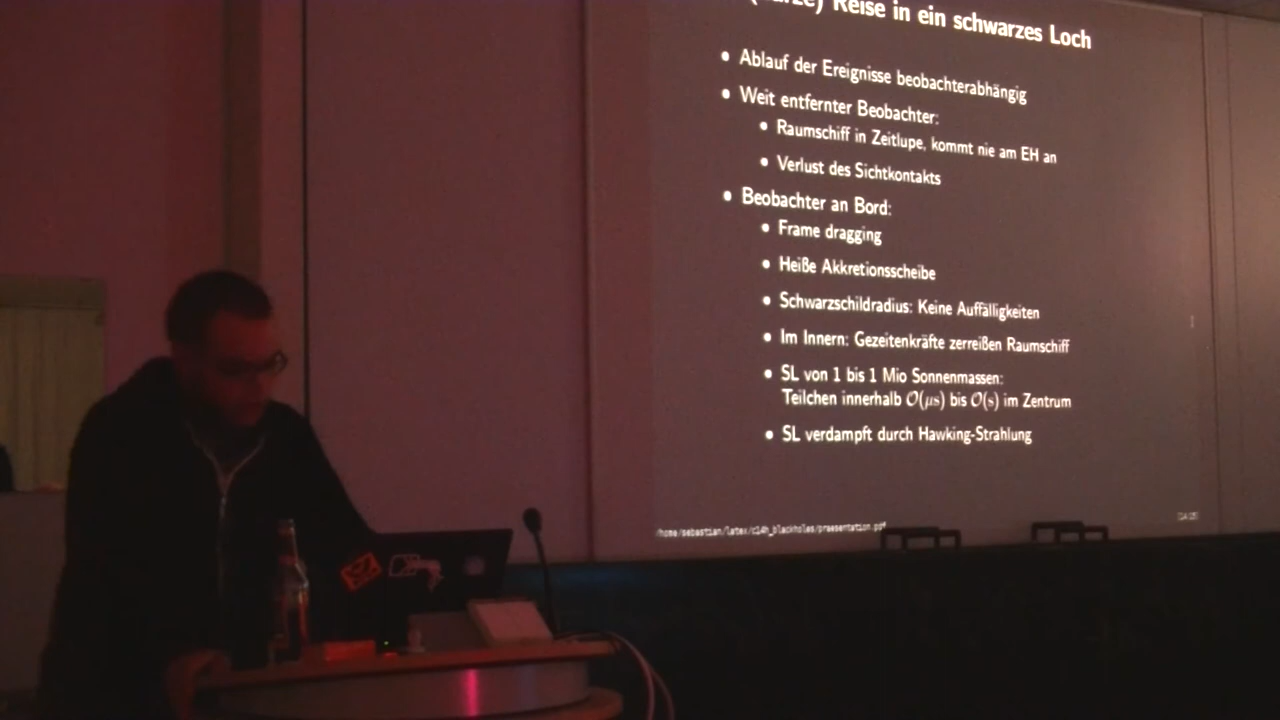 Reise in ein schwarzes Loch
Ablauf der Ereignisse beobachterabhängig
Weit entfernter Beobachter:
Raumschiff in Zeitlupe, kommt nie am EH an
Verlust des Sichtkontakts
Beobachter an Bord:
Frame dragging
Heiße Akkretionsscheibe
Schwarzschildradius: Keine Auffälligkeiten
Im Innern: Gezeitenkräfte zerreißen Raumschiff
SL von 1 bis 1 Mio Sonnenmassen:
Teilchen innerhalb O(μs) bis O(s) im Zentrum
SL verdampft durch Hawking-Strahlung
/home/sebastian/latex/c14h_blackholes/praesentation.pdf